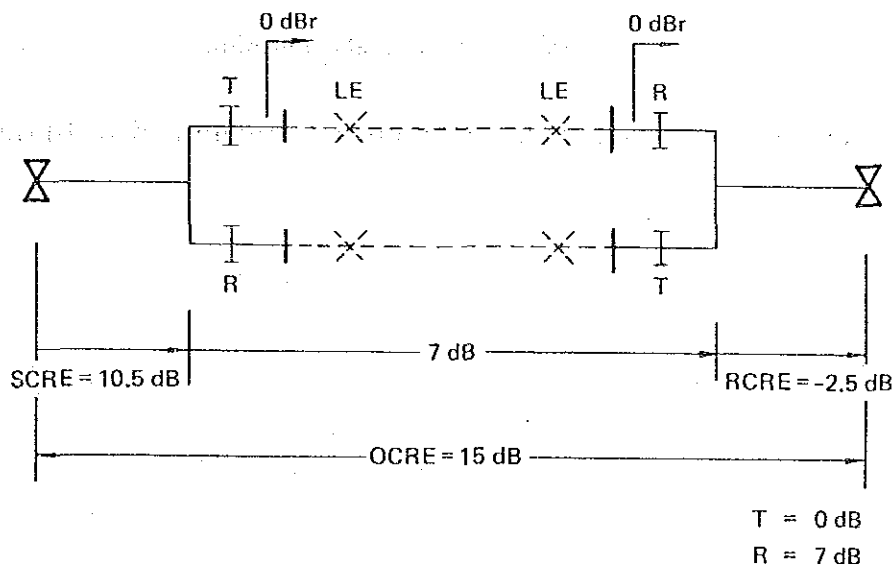 0 dBr
0 dBr
T
LE
LE
R
R
T
7 dB
SCRE = 10.5 dB
RCRE = -2.5 dB
OCRE = 15 dB
T = 0 dB
R = 7 dB